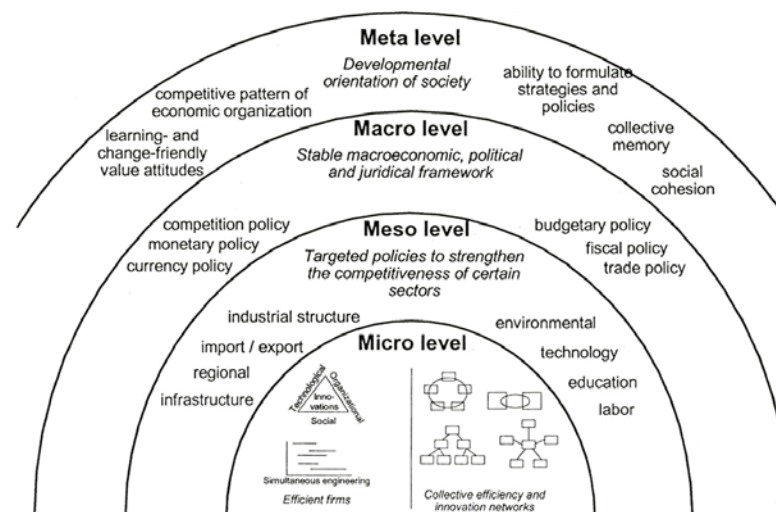 Meta level
Developmental
orientation of society
competitive pattern of
economic organization
learning- and
change-friendly
value attitudes
ability to formulate
strategies and
policies
collective
memory
social
cohesion
Macro level
Stable macroeconomic, political
and juridical framework
competition policy
monetary policy
currency policy
budgetary policy
fiscal policy
trade policy
Meso level
Targeted policies to strengthen
the competitiveness of certain
sectors
industrial structure
import / export
regional
infrastructure
environmental
technology
education
labor
Micro level
Technological
Organizational
Inno-
vations
Social
Simultaneous engineering
Efficient firms
Collective efficiency and
innovation networks